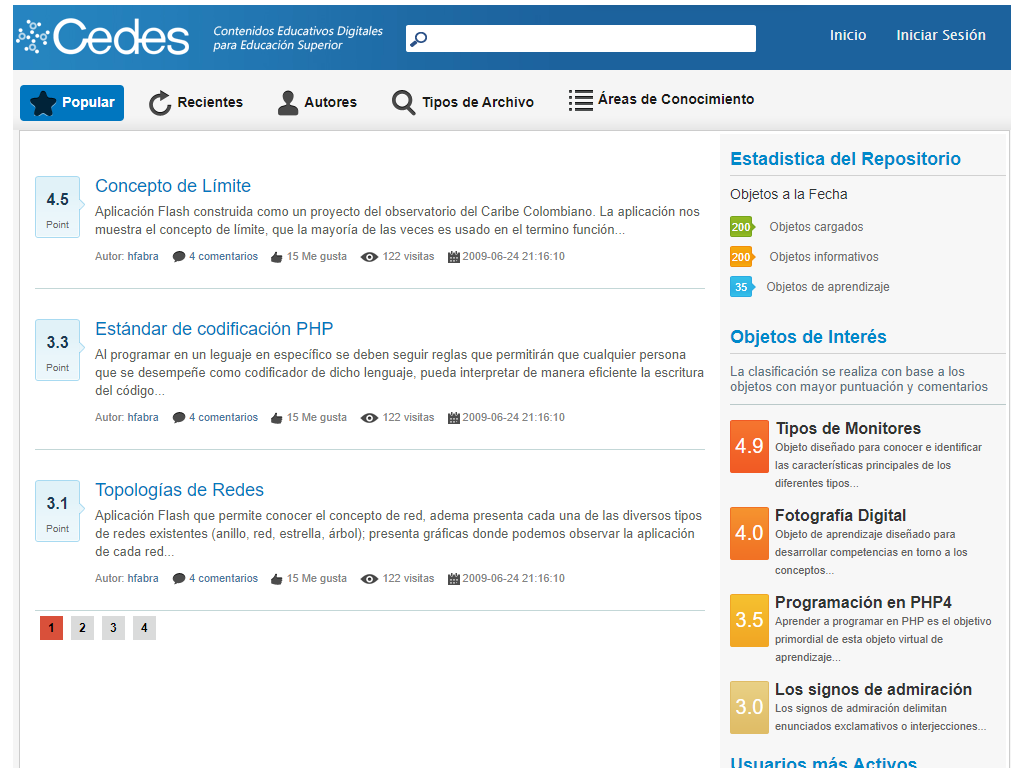 Cedes
Contenidos Educativos Digitales
para Educación Superior
Inicio
Iniciar Sesión
Popular
Recientes
Autores
Tipos de Archivo
Áreas de Conocimiento
4.5
Point
Concepto de Límite
Aplicación Flash construida como un proyecto del observatorio del Caribe Colombiano. La aplicación nos
muestra el concepto de límite, que la mayoría de las veces es usado en el termino función...
Autor: hfabra 4 comentarios 15 Me gusta 122 visitas 2009-06-24 21:16:10
3.3
Point
Estándar de codificación PHP
Al programar en un leguaje en específico se deben seguir reglas que permitirán que cualquier persona
que se desempeñe como codificador de dicho lenguaje, pueda interpretar de manera eficiente la escritura
del código...
Autor: hfabra 4 comentarios 15 Me gusta 122 visitas 2009-06-24 21:16:10
3.1
Point
Topologías de Redes
Aplicación Flash que permite conocer el concepto de red, adema presenta cada una de las diversos tipos
de redes existentes (anillo, red, estrella, árbol); presenta gráficas donde podemos observar la aplicación
de cada red...
Autor: hfabra 4 comentarios 15 Me gusta 122 visitas 2009-06-24 21:16:10
1 2 3 4
Estadistica del Repositorio
Objetos a la Fecha
200 Objetos cargados
200 Objetos informativos
35 Objetos de aprendizaje
Objetos de Interés
La clasificación se realiza con base a los
objetos con mayor puntuación y comentarios
4.9
Tipos de Monitores
Objeto diseñado para conocer e identificar
las características principales de los
diferentes tipos...
4.0
Fotografía Digital
Objeto de aprendizaje diseñado para
desarrollar competencias en torno a los
conceptos...
3.5
Programación en PHP4
Aprender a programar en PHP es el objetivo
primordial de esta objeto virtual de
aprendizaje...
3.0
Los signos de admiración
Los signos de admiración delimitan
enunciados exclamativos o interjecciones...
Usuarios más Activos